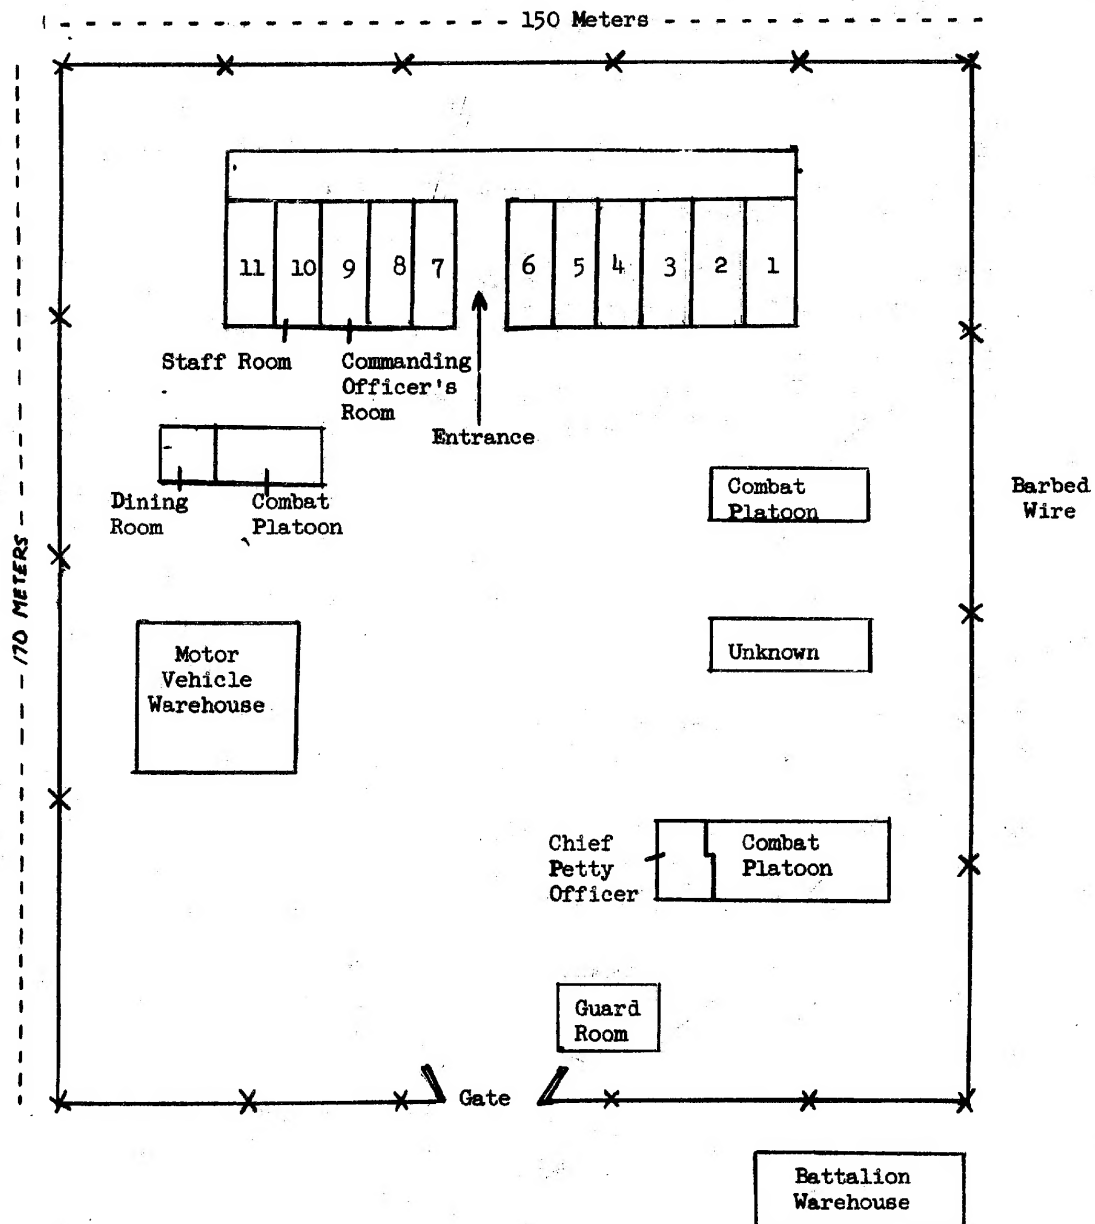 150 Meters
11 10 9 8 7 6 5 4 3 2 1
Staff Room
Commanding
Officer's
Room
Entrance
Dining
Room
Combat
Platoon
Combat
Platoon
Barbed
Wire
170 METERS
Motor
Vehicle
Warehouse
Unknown
Chief
Petty
Officer
Combat
Platoon
Guard
Room
Gate
Battalion
Warehouse